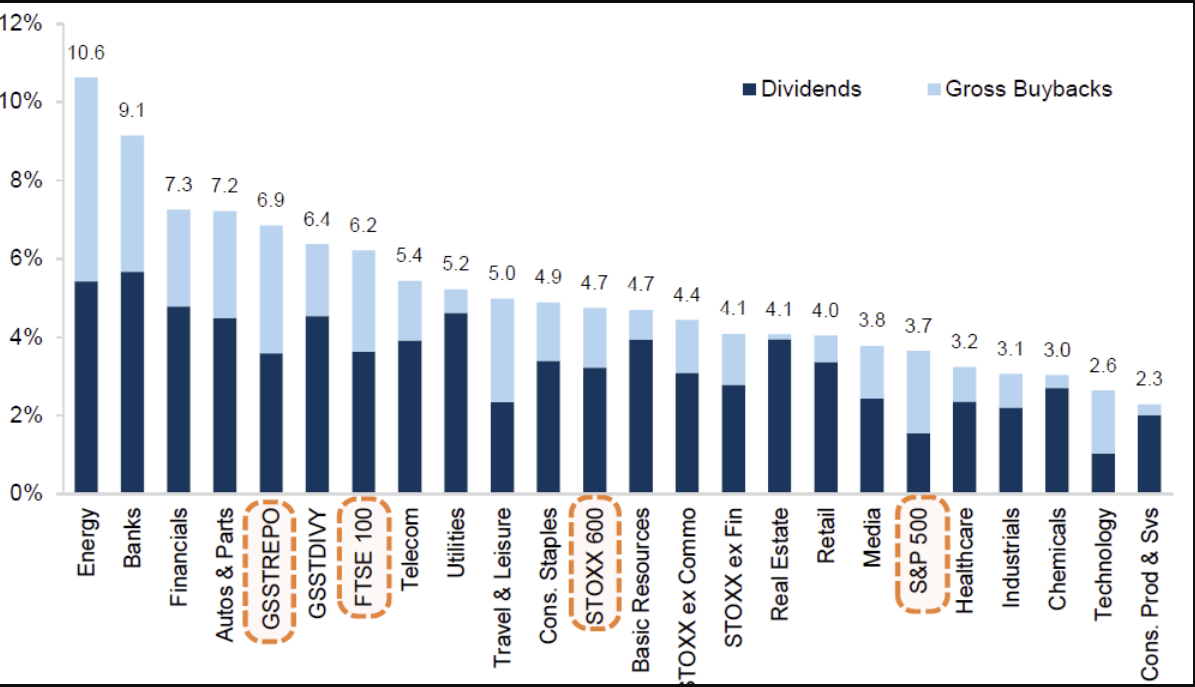 12%
10%
8%
6%
4%
2%
0%
Dividends
Gross Buybacks
10.6
9.1
7.3
7.2
6.9
6.4
6.2
5.4
5.2
5.0
4.9
4.7
4.7
4.4
4.1
4.1
4.0
3.8
3.7
3.2
3.1
3.0
2.6
2.3
Energy
Banks
Financials
Autos & Parts
GSSTREPO
GSSTDIVY
FTSE 100
Telecom
Utilities
Travel & Leisure
Cons. Staples
STOXX 600
Basic Resources
STOXX ex Commo
STOXX ex Fin
Real Estate
Retail
Media
S&P 500
Healthcare
Industrials
Chemicals
Technology
Cons. Prod & Svs